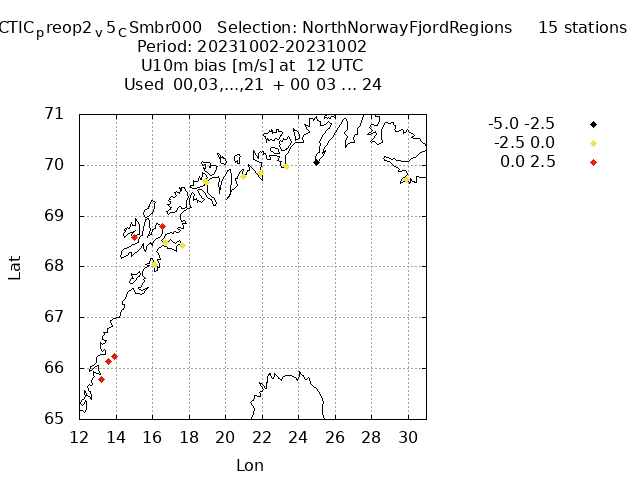 CTIC_preop2_v5_CSmbr000 Selection: NorthNorwayFjordRegions 15 stations
Period: 20231002-20231002
U10m bias [m/s] at 12 UTC
Used 00,03,...,21 + 00 03 ... 24
-5.0 -2.5
-2.5 0.0
0.0 2.5
71
70
69
68
67
66
65
Lat
12 14 16 18 20 22 24 26 28 30
Lon